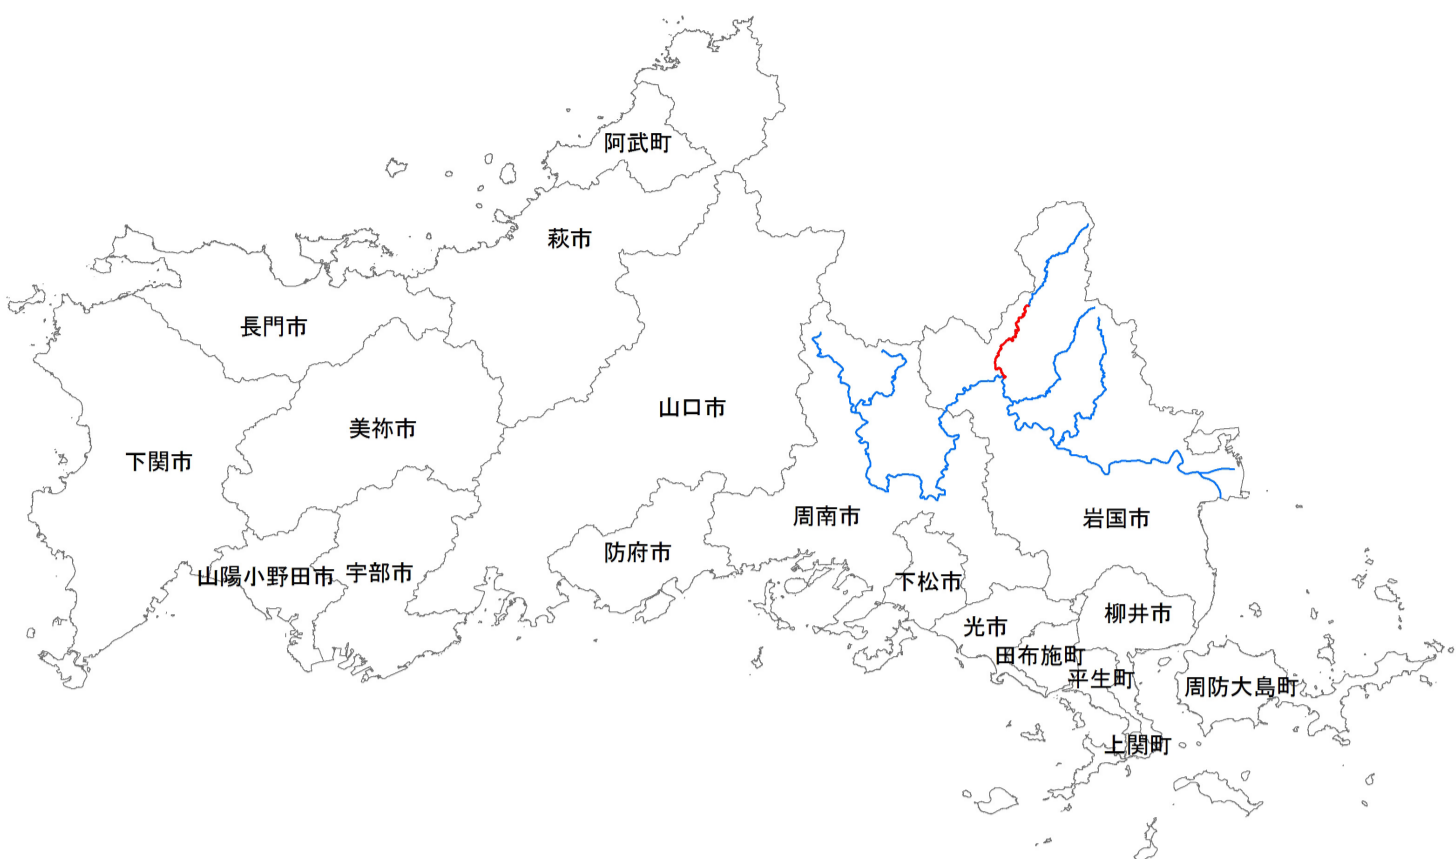 阿武町
萩市
長門市
山口市
美祢市
下関市
周南市
岩国市
防府市
山陽小野田市
宇部市
下松市
柳井市
光市
田布施町
平生町
周防大島町
上関町